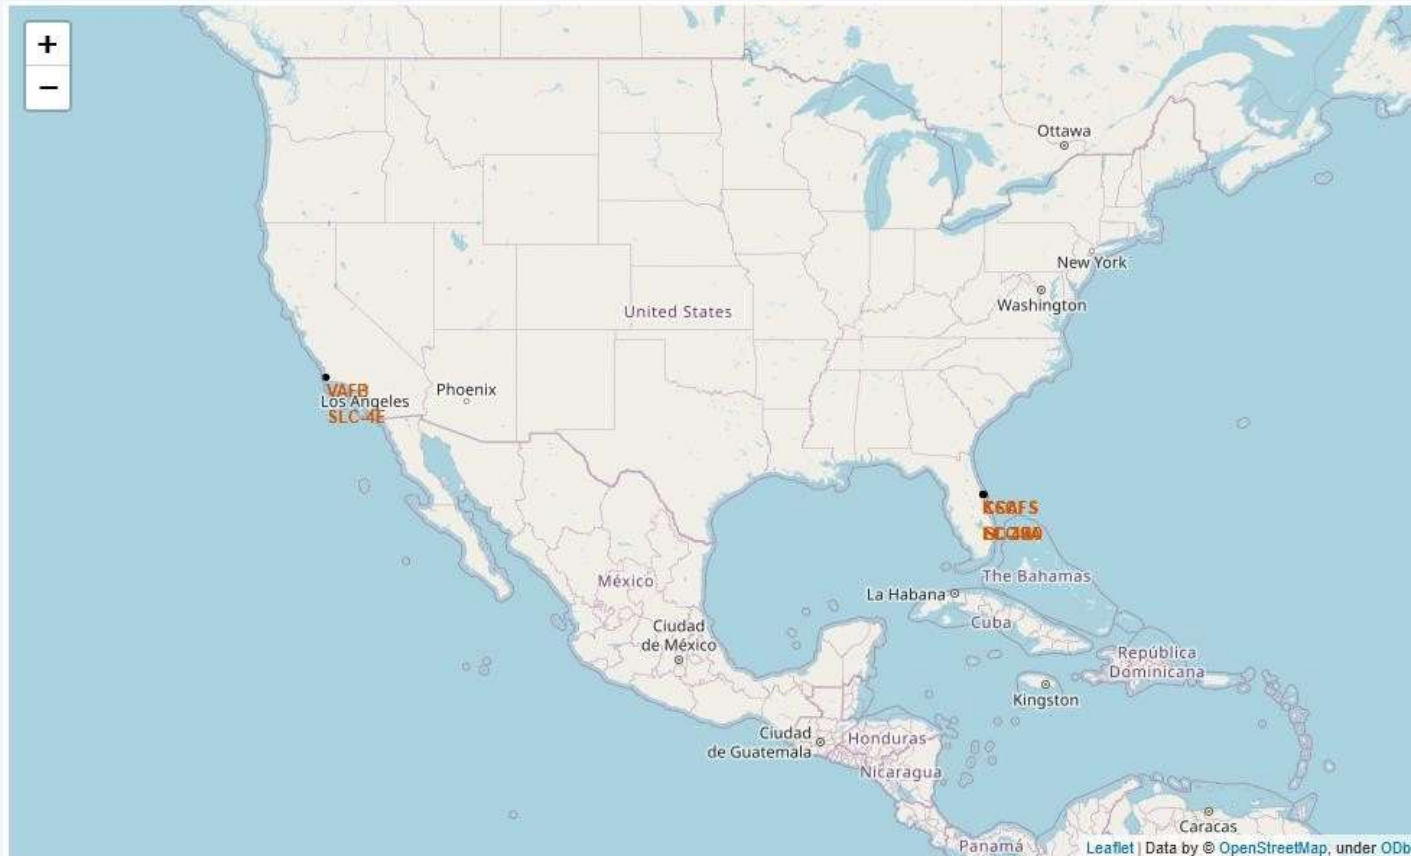 +
−
Ottawa
New York
Washington
United States
Phoenix
VAFB
Los Angeles
SLC-4E
The Bahamas
México
La Habana
Cuba
Ciudad
de México
República
Dominicana
Kingston
Ciudad
de Guatemala
Honduras
Nicaragua
Caracas
Panamá
Leaflet | Data by © OpenStreetMap, under ODb